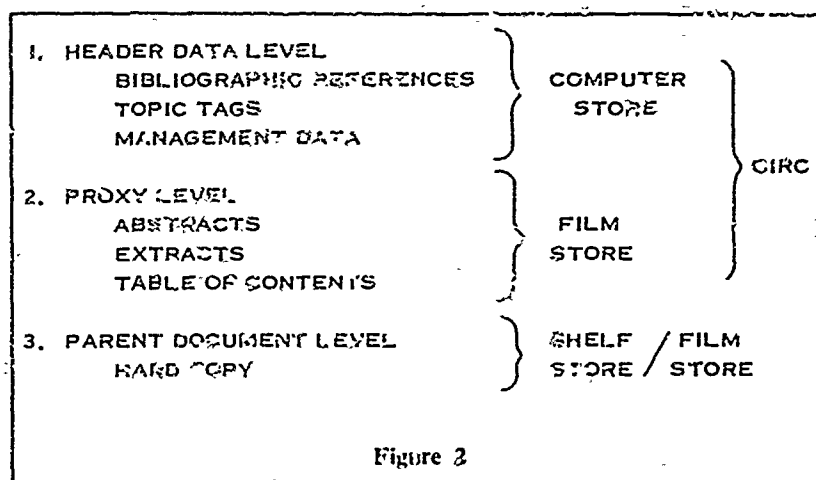 1. HEADER DATA LEVEL
BIBLIOGRAPHIC REFERENCES
TOPIC TAGS
MANAGEMENT DATA
COMPUTER
STORE
CIRC
2. PROXY LEVEL
ABSTRACTS
EXTRACTS
TABLE OF CONTENTS
FILM
STORE
3. PARENT DOCUMENT LEVEL
HARD COPY
SHELF / FILM
STORE / STORE
Figure 2